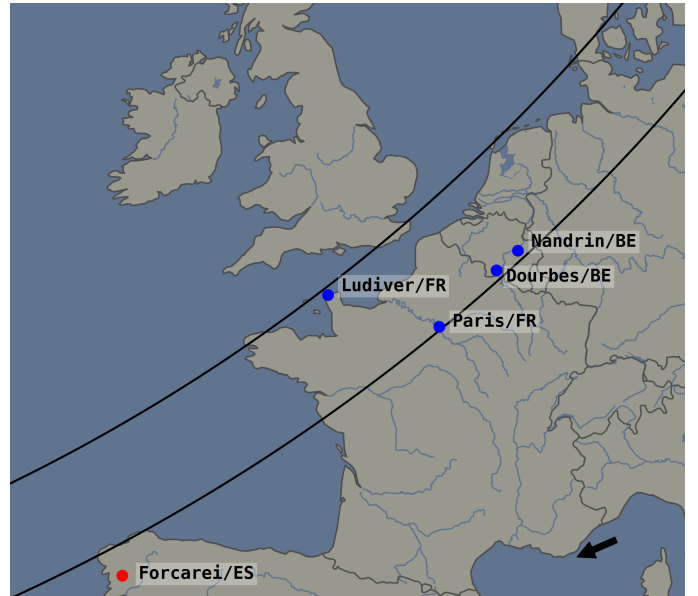 Nandrin/BE
Dourbes/BE
Ludiver/FR
Paris/FR
Forcarei/ES